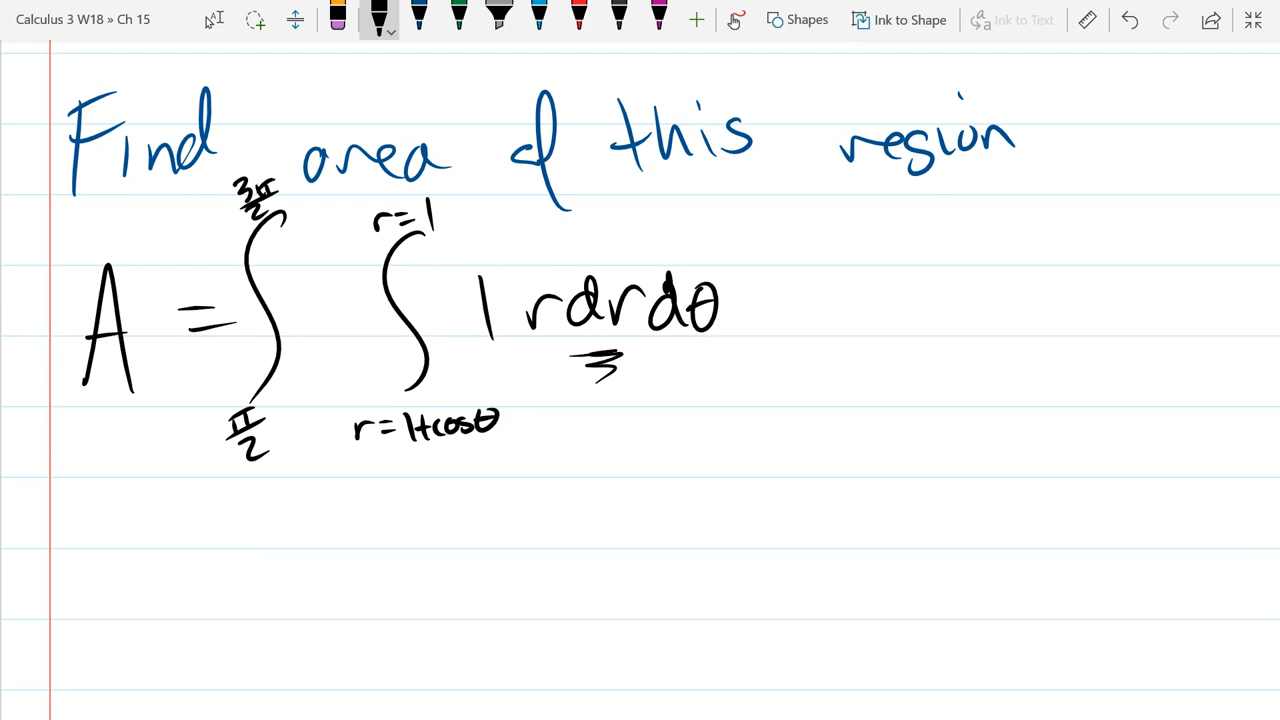 Calculus 3 W18 » Ch 15
Shapes
Ink to Shape
Ink to Text
Find area of this region
3π/2
r=1
A = ∫ ∫ 1 r dr dθ
π/2
r=1+cosθ